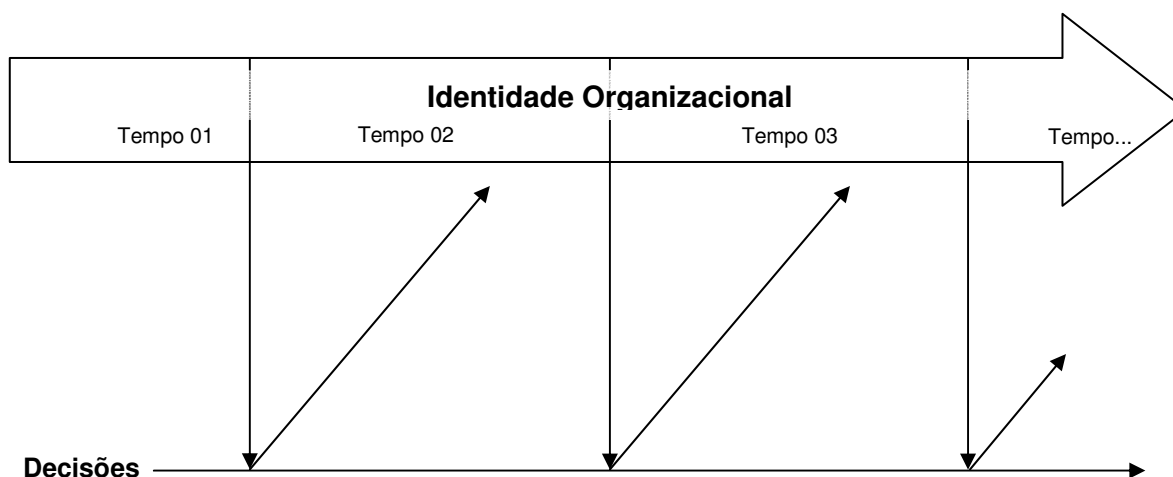 Identidade Organizacional
Tempo 01
Tempo 02
Tempo 03
Tempo...
Decisões